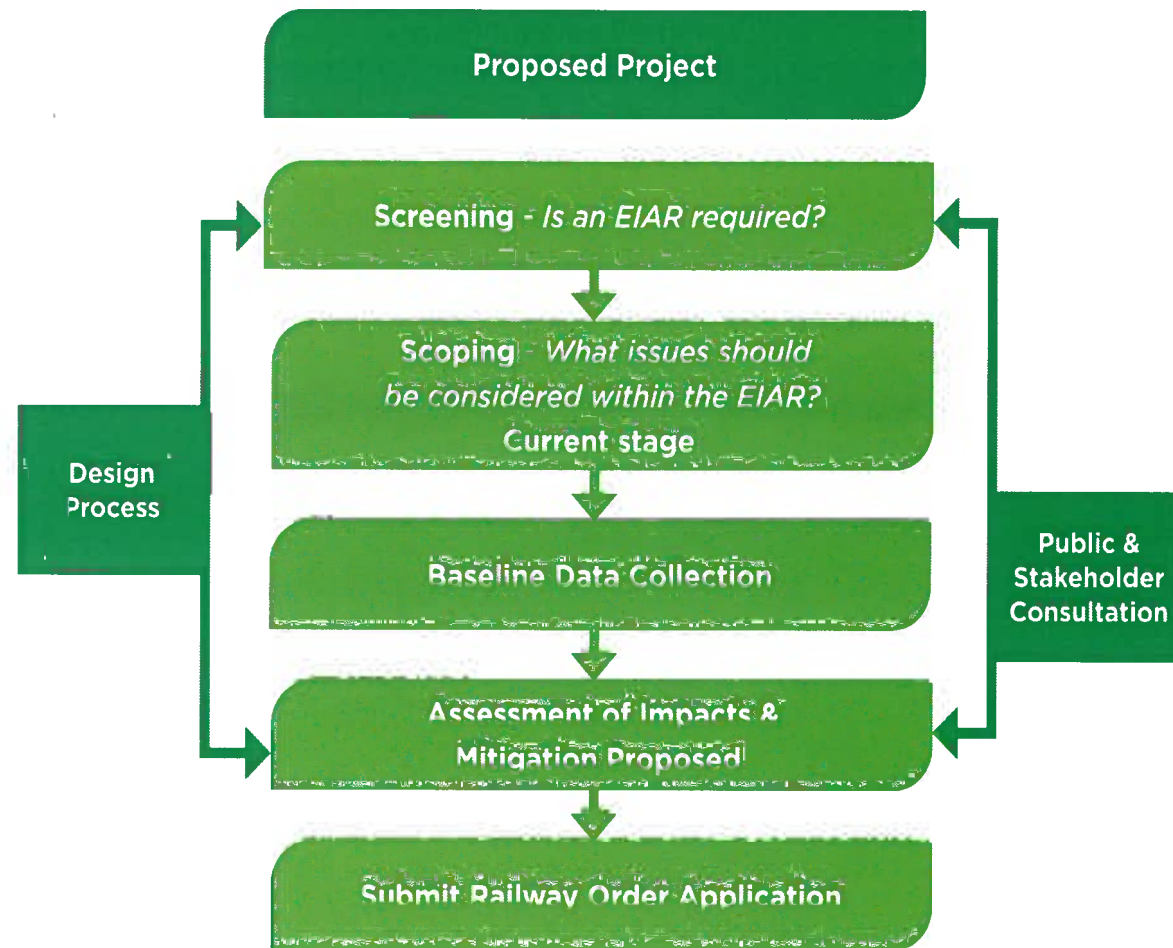 Proposed Project
Screening - Is an EIAR required?
Scoping - What issues should
be considered within the EIAR?
Current stage
Design
Process
Baseline Data Collection
Public &
Stakeholder
Consultation
Assessment of Impacts &
Mitigation Proposed
Submit Railway Order Application